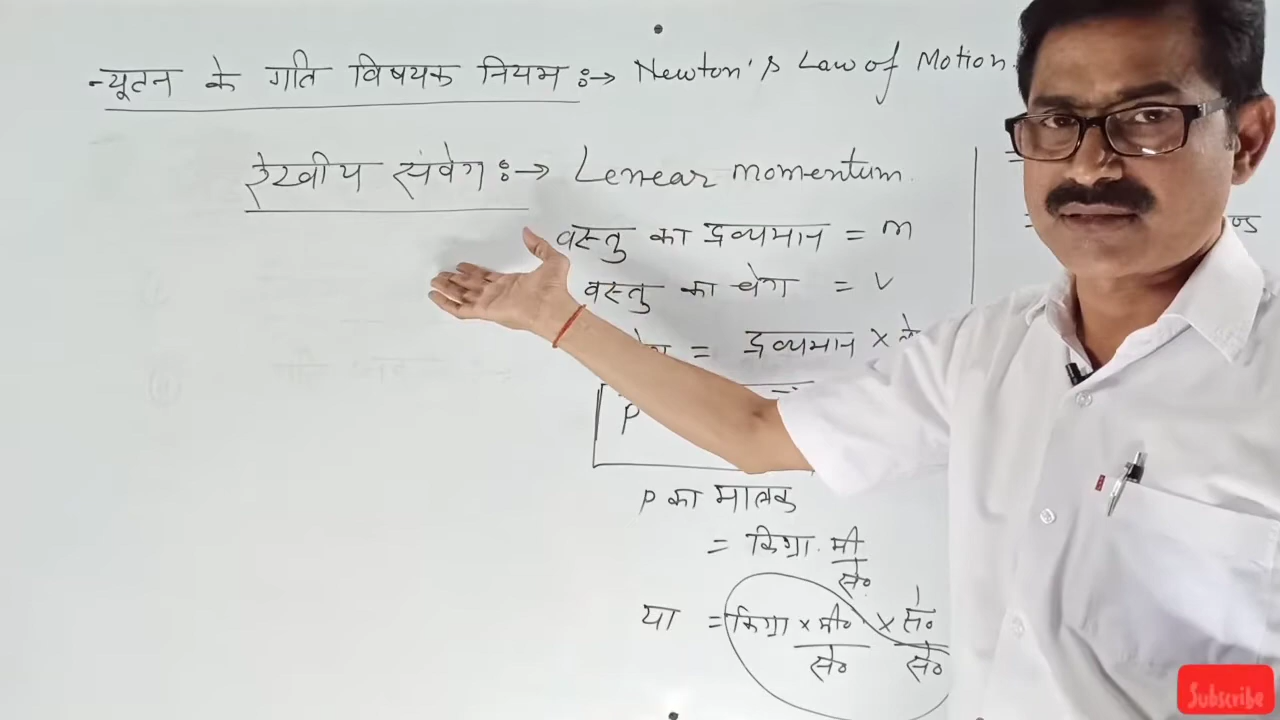 न्यूटन के गति विषयक नियम :→ Newton's Law of Motion.
रेखीय संवेग :→ Lenear momentum.
वस्तु का द्रव्यमान = m
वस्तु का वेग = v
= द्रव्यमान ×
P
P का मात्रक
= किग्रा. मी
से०
या = किग्रा × मी० × से०
से० से०
Subscribe